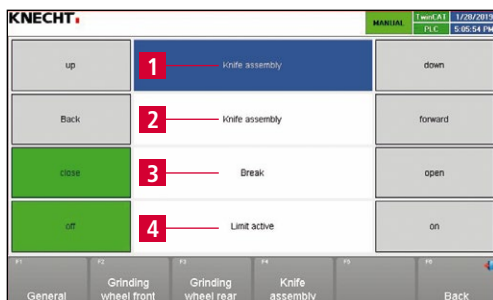 KNECHT.
MANUAL
TwinCAT
1/28/2019
PLC
5:05:54 PM
up
1
Knife assembly
down
Back
2
Knife assembly
forward
close
3
Break
open
off
4
Limit active
on
F1
F2
F3
F4
F5
F6
General
Grinding
wheel front
Grinding
wheel rear
Knife
assembly
Back